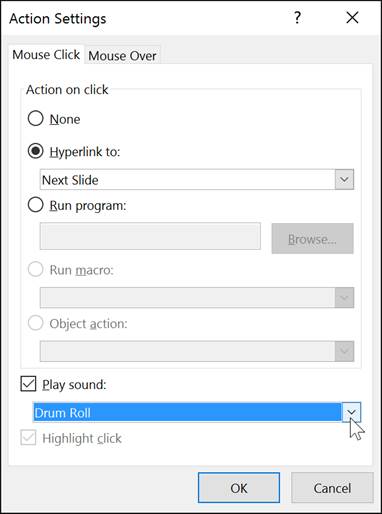 Action Settings ?
Mouse Click Mouse Over
Action on click
None
Hyperlink to:
Next Slide
Run program:
Browse...
Run macro:
Object action:
Play sound:
Drum Roll
Highlight click
OK Cancel